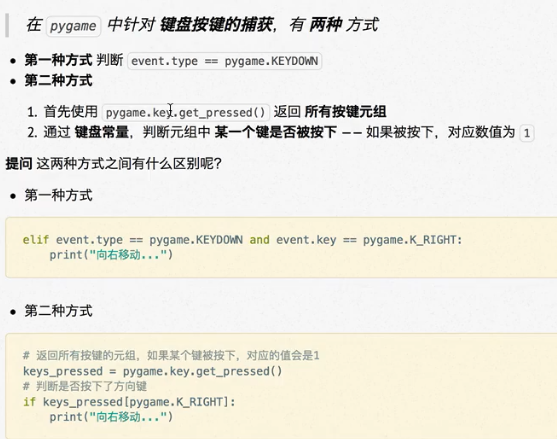 在 pygame 中针对 键盘按键的捕获，有 两种 方式
• 第一种方式 判断 event.type == pygame.KEYDOWN
• 第二种方式
1. 首先使用 pygame.key.get_pressed() 返回 所有按键元组
2. 通过 键盘常量，判断元组中 某一个键是否被按下 —— 如果被按下，对应数值为 1
提问 这两种方式之间有什么区别呢？
• 第一种方式
elif event.type == pygame.KEYDOWN and event.key == pygame.K_RIGHT:
    print("向右移动...")
• 第二种方式
# 返回所有按键的元组，如果某个键被按下，对应的值会是1
keys_pressed = pygame.key.get_pressed()
# 判断是否按下了方向键
if keys_pressed[pygame.K_RIGHT]:
    print("向右移动...")